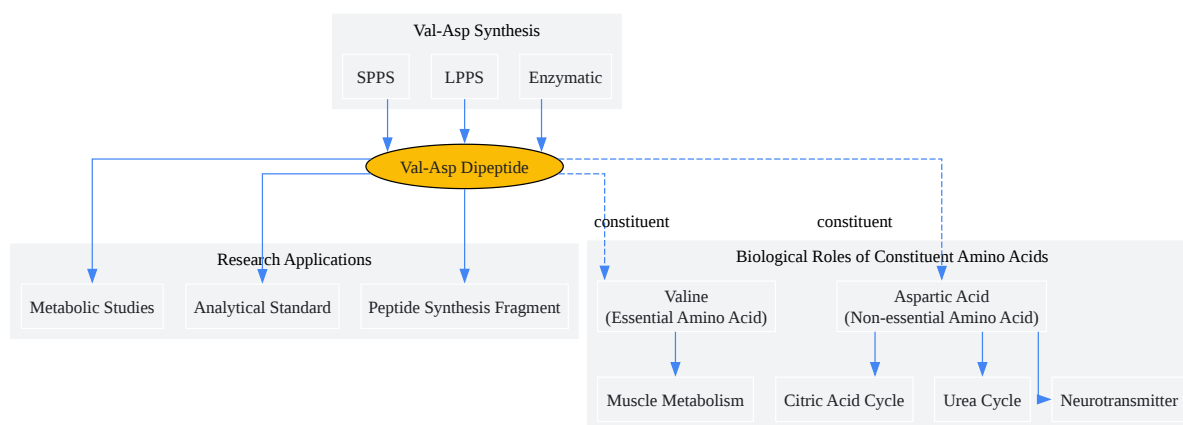 Val-Asp Synthesis
SPPS
LPPS
Enzymatic
Val-Asp Dipeptide
constituent
constituent
Research Applications
Metabolic Studies
Analytical Standard
Peptide Synthesis Fragment
Biological Roles of Constituent Amino Acids
Valine
(Essential Amino Acid)
Aspartic Acid
(Non-essential Amino Acid)
Muscle Metabolism
Citric Acid Cycle
Urea Cycle
Neurotransmitter